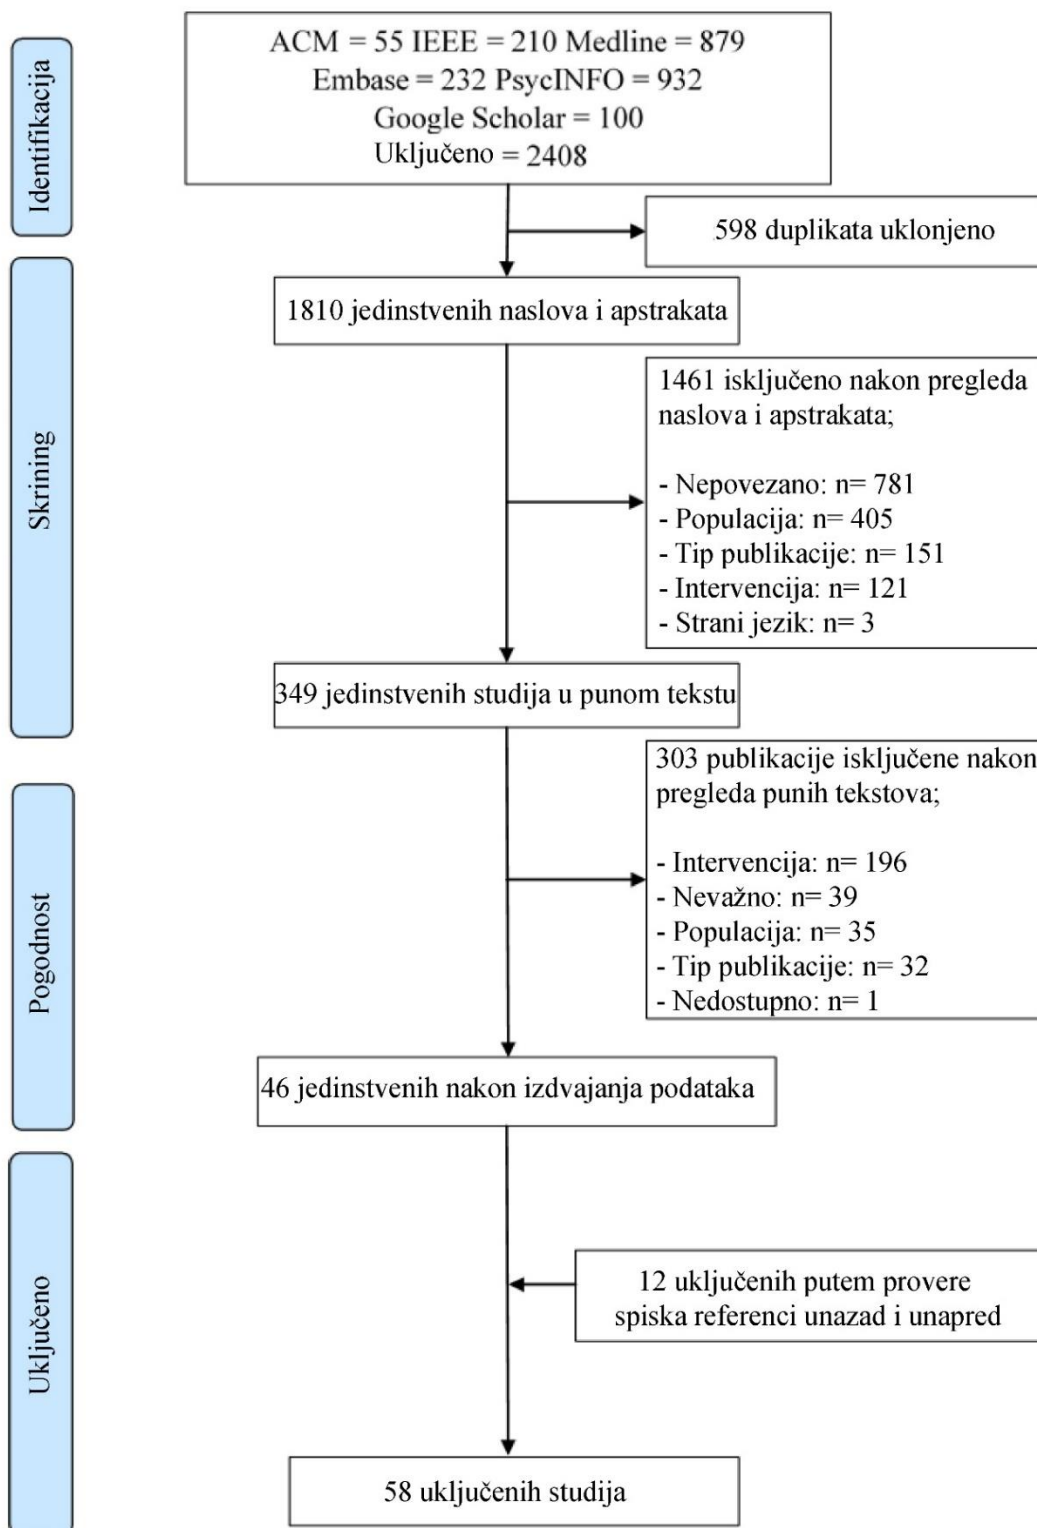 Identifikacija
ACM = 55 IEEE = 210 Medline = 879
Embase = 232 PsycINFO = 932
Google Scholar = 100
Uključeno = 2408
598 duplikata uklonjeno
Skrining
1810 jedinstvenih naslova i apstrakata
1461 isključeno nakon pregleda
naslova i apstrakata;
- Nepovezano: n= 781
- Populacija: n= 405
- Tip publikacije: n= 151
- Intervencija: n= 121
- Strani jezik: n= 3
349 jedinstvenih studija u punom tekstu
Pogodnost
303 publikacije isključene nakon
pregleda punih tekstova;
- Intervencija: n= 196
- Nevažno: n= 39
- Populacija: n= 35
- Tip publikacije: n= 32
- Nedostupno: n= 1
46 jedinstvenih nakon izdvajanja podataka
Uključeno
12 uključenih putem provere
spiska referenci unazad i unapred
58 uključenih studija